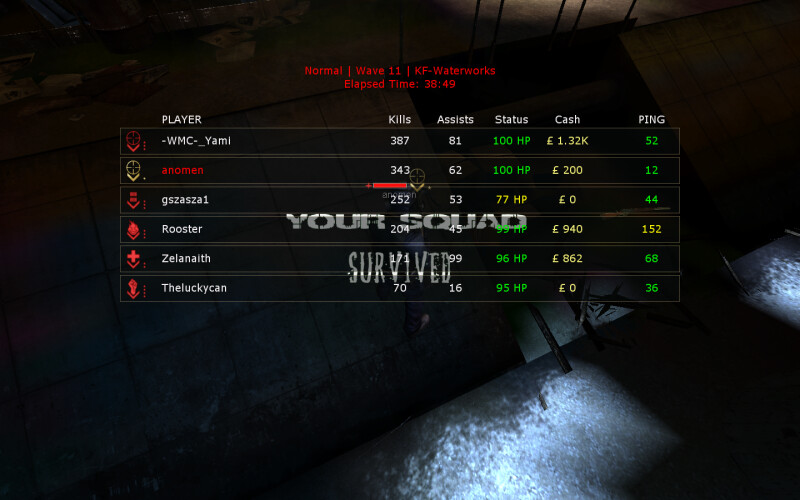 Normal | Wave 11 | KF-Waterworks
Elapsed Time: 38:49
PLAYER Kills Assists Status Cash PING
-WMC-_Yami 387 81 100 HP £ 1.32K 52
anomen 343 62 100 HP £ 200 12
anomen
gszasza1 252 53 77 HP £ 0 44
YOUR SQUAD
Rooster 204 45 99 HP £ 940 152
Zelanaith 171 99 96 HP £ 862 68
SURVIVED
Theluckycan 70 16 95 HP £ 0 36